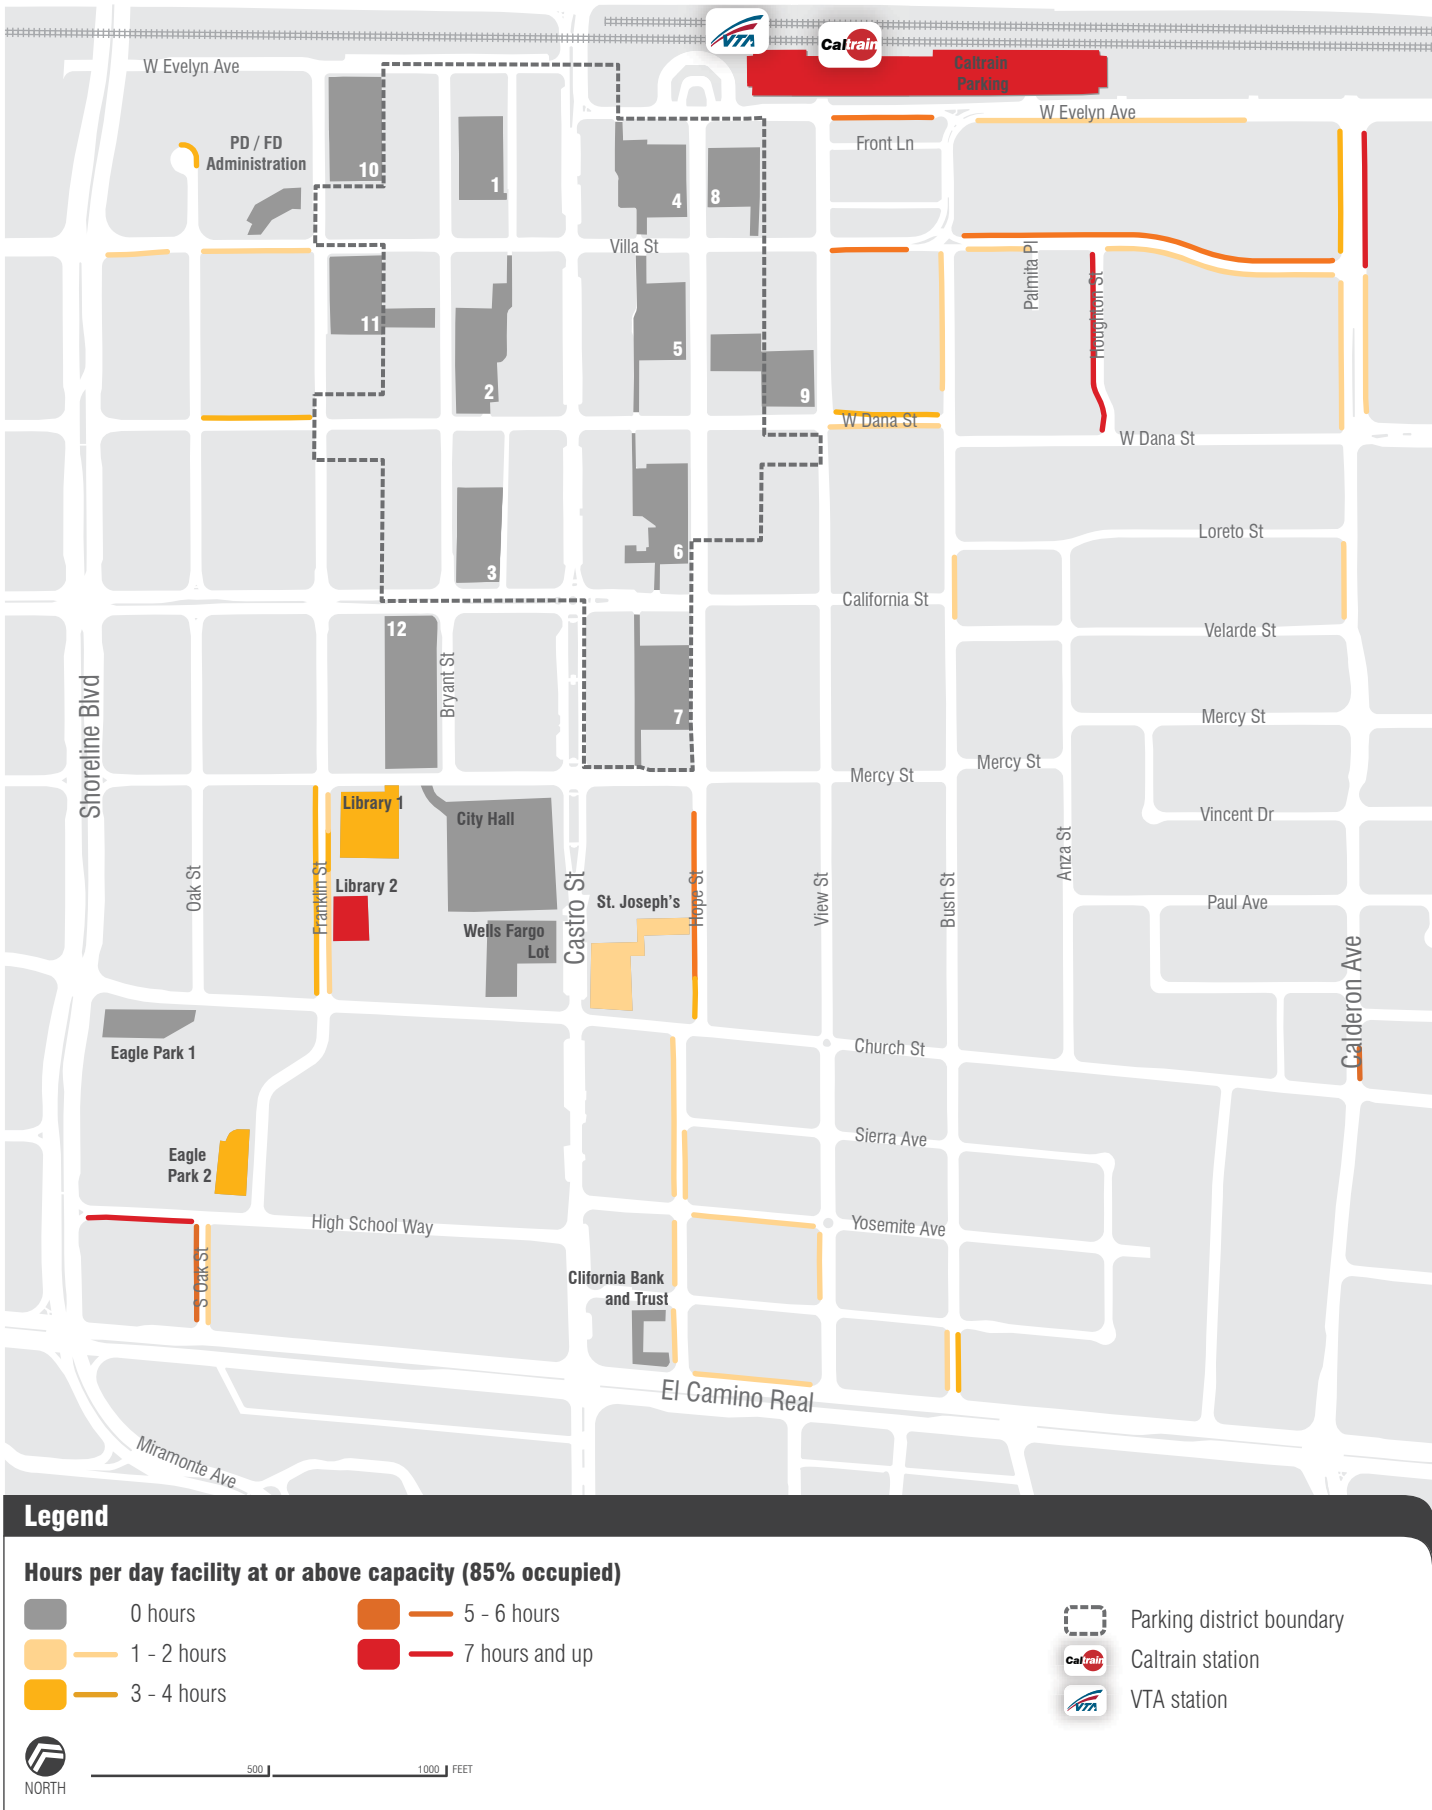 VTA
Caltrain
Caltrain
Parking
W Evelyn Ave
W Evelyn Ave
PD / FD
Administration
Front Ln
10
1
4
8
Villa St
Palmita Pl
Houghton St
11
2
5
9
W Dana St
W Dana St
3
6
Loreto St
California St
12
Velarde St
Bryant St
Shoreline Blvd
7
Mercy St
Mercy St
Mercy St
Library 1
City Hall
Vincent Dr
Anza St
Oak St
Franklin St
Library 2
Castro St
St. Joseph's
Hope St
View St
Bush St
Paul Ave
Wells Fargo
Lot
Calderon Ave
Eagle Park 1
Church St
Eagle
Park 2
Sierra Ave
High School Way
Yosemite Ave
S Oak St
Clifornia Bank
and Trust
El Camino Real
Miramonte Ave
Legend
Hours per day facility at or above capacity (85% occupied)
0 hours
1 - 2 hours
3 - 4 hours
5 - 6 hours
7 hours and up
Parking district boundary
Caltrain
Caltrain station
VTA
VTA station
NORTH
500
1000 FEET